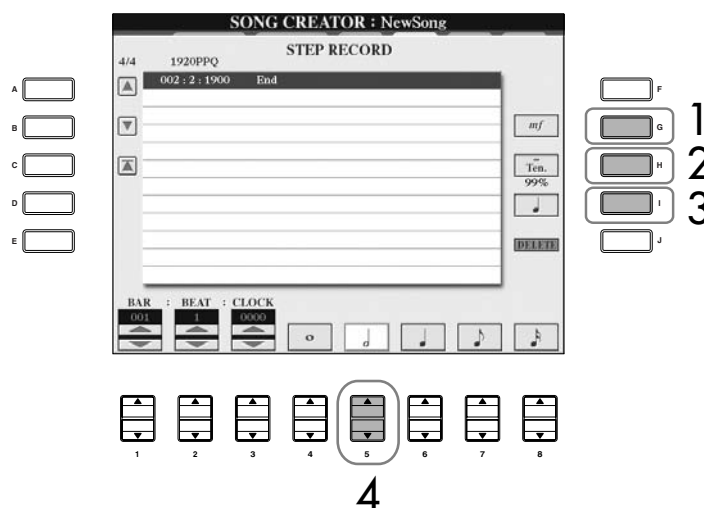 SONG CREATOR : NewSong
STEP RECORD
4/4 1920PPQ
002 : 2 : 1900 End
A
B
C
D
E
F
G
H
I
J
1
2
3
mf
Ten.
99%
DELETE
BAR : BEAT : CLOCK
001 1 0000
1 2 3 4 5 6 7 8
4